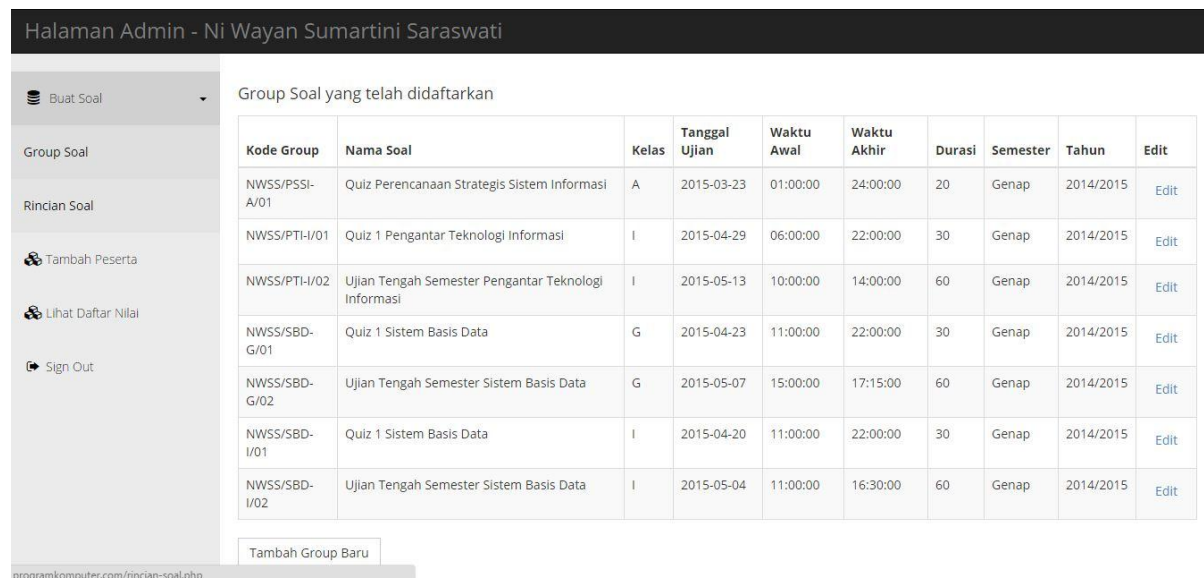 Halaman Admin - Ni Wayan Sumartini Saraswati
Buat Soal
Group Soal
Rincian Soal
Tambah Peserta
Lihat Daftar Nilai
Sign Out
Group Soal yang telah didaftarkan
Kode Group Nama Soal Kelas Tanggal Ujian Waktu Awal Waktu Akhir Durasi Semester Tahun Edit
NWSS/PSSI-A/01 Quiz Perencanaan Strategis Sistem Informasi A 2015-03-23 01:00:00 24:00:00 20 Genap 2014/2015 Edit
NWSS/PTI-I/01 Quiz 1 Pengantar Teknologi Informasi I 2015-04-29 06:00:00 22:00:00 30 Genap 2014/2015 Edit
NWSS/PTI-I/02 Ujian Tengah Semester Pengantar Teknologi Informasi I 2015-05-13 10:00:00 14:00:00 60 Genap 2014/2015 Edit
NWSS/SBD-G/01 Quiz 1 Sistem Basis Data G 2015-04-23 11:00:00 22:00:00 30 Genap 2014/2015 Edit
NWSS/SBD-G/02 Ujian Tengah Semester Sistem Basis Data G 2015-05-07 15:00:00 17:15:00 60 Genap 2014/2015 Edit
NWSS/SBD-I/01 Quiz 1 Sistem Basis Data I 2015-04-20 11:00:00 22:00:00 30 Genap 2014/2015 Edit
NWSS/SBD-I/02 Ujian Tengah Semester Sistem Basis Data I 2015-05-04 11:00:00 16:30:00 60 Genap 2014/2015 Edit
Tambah Group Baru
programkomputer.com/rincian-soal.php